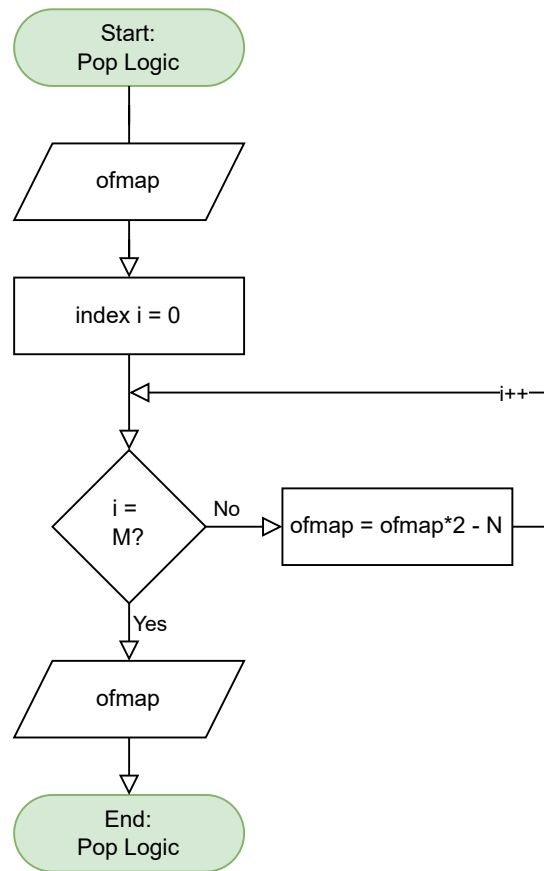 Start:
Pop Logic
ofmap
index i = 0
i++
i =
M?
No
ofmap = ofmap*2 - N
Yes
ofmap
End:
Pop Logic